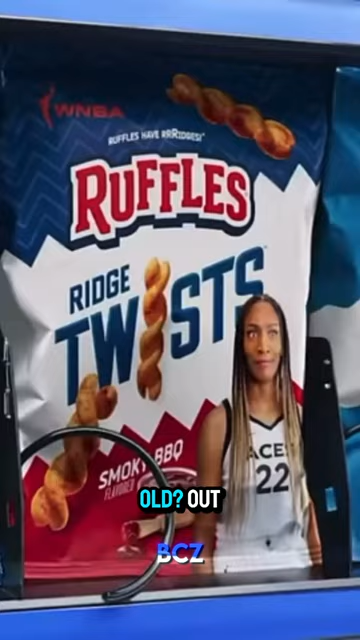 WNBA
RUFFLES HAVE RRRIDGES!
RUFFLES
RIDGE
TWISTS
SMOKY BBQ
FLAVORED
ACES
22
OLD? OUT
BCZ